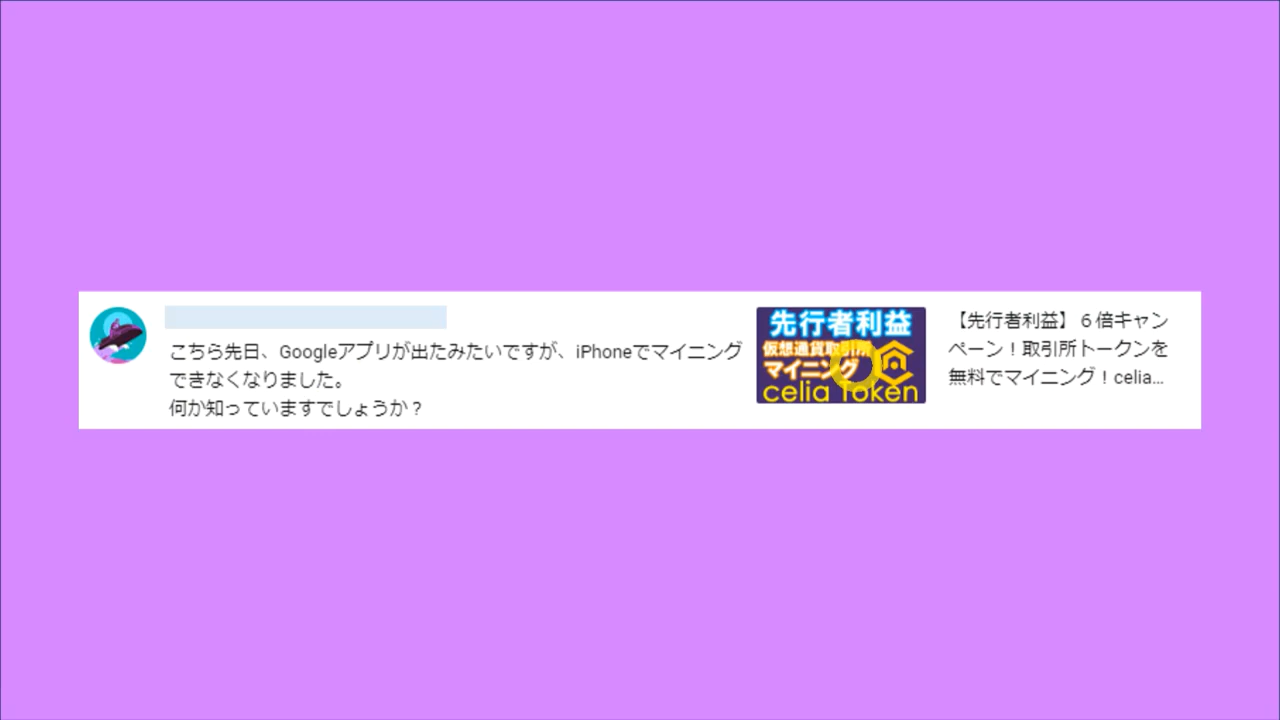 こちら先日、Googleアプリが出たみたいですが、iPhoneでマイニング
できなくなりました。
何か知っていますでしょうか？
先行者利益
仮想通貨取引所
マイニング
celia Token
【先行者利益】６倍キャン
ペーン！取引所トークンを
無料でマイニング！celia...